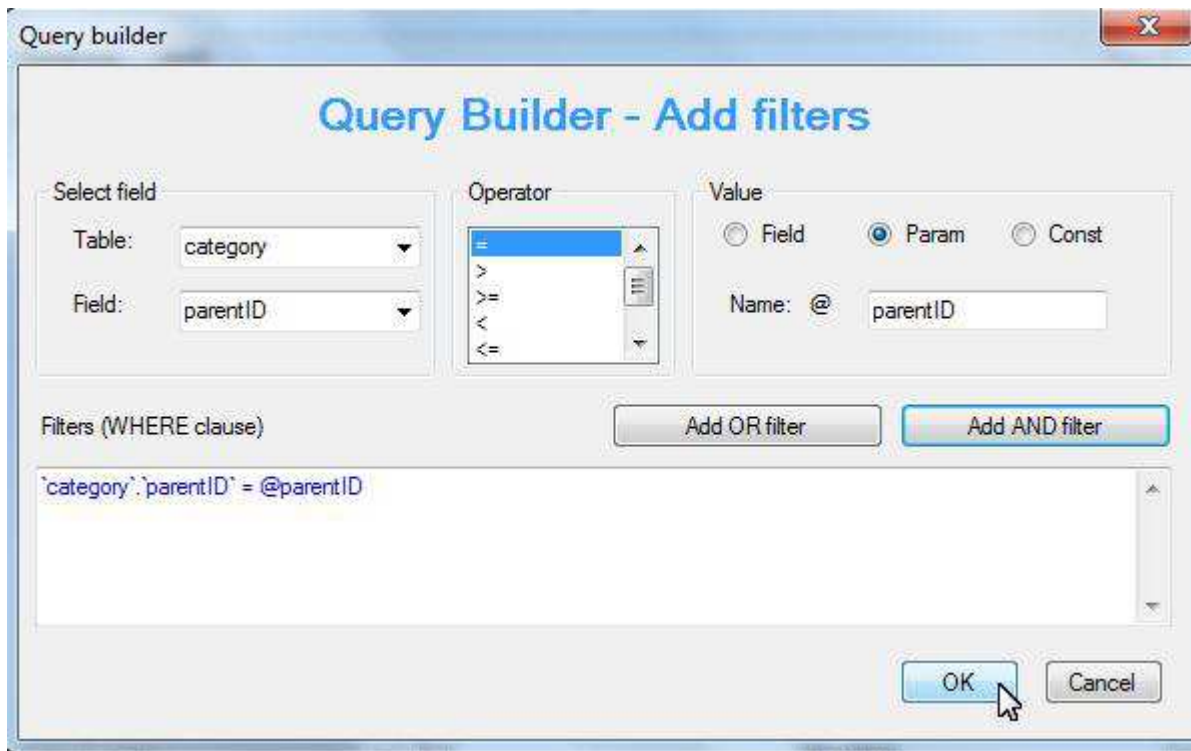 Query builder
Query Builder - Add filters
Select field
Operator
Value
Table:
category
Field:
parentID
=
>
>=
<
<=
Field
Param
Const
Name: @
parentID
Filters (WHERE clause)
Add OR filter
Add AND filter
`category`.`parentID` = @parentID
OK
Cancel